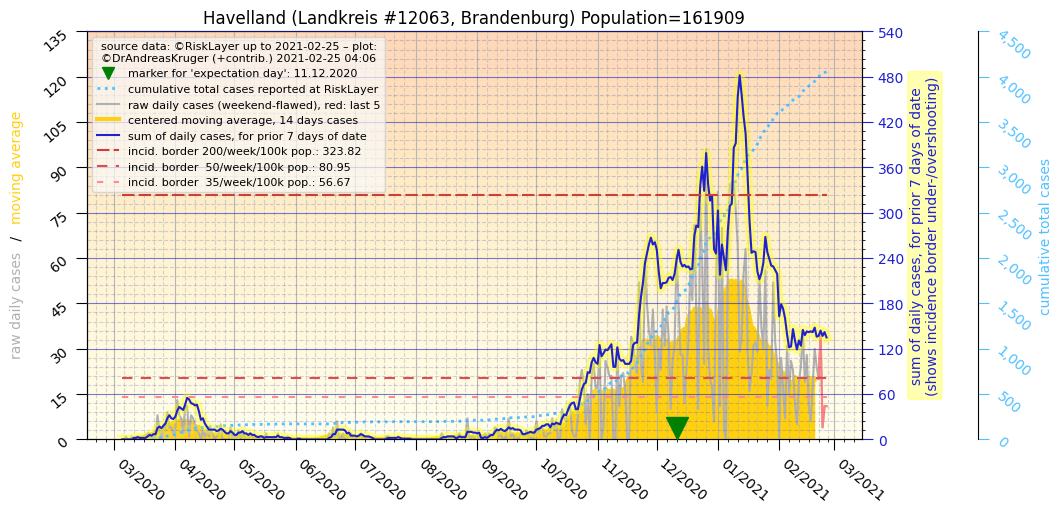 Havelland (Landkreis #12063, Brandenburg) Population=161909
source data: ©RiskLayer up to 2021-02-25 – plot:
©DrAndreasKruger (+contrib.) 2021-02-25 04:06
marker for 'expectation day': 11.12.2020
cumulative total cases reported at RiskLayer
raw daily cases (weekend-flawed), red: last 5
centered moving average, 14 days cases
sum of daily cases, for prior 7 days of date
incid. border 200/week/100k pop.: 323.82
incid. border  50/week/100k pop.: 80.95
incid. border  35/week/100k pop.: 56.67
raw daily cases / moving average
135
120
105
90
75
60
45
30
15
0
03/2020
04/2020
05/2020
06/2020
07/2020
08/2020
09/2020
10/2020
11/2020
12/2020
01/2021
02/2021
03/2021
540
480
420
360
300
240
180
120
60
0
sum of daily cases, for prior 7 days of date
(shows incidence border under-/overshooting)
4,500
4,000
3,500
3,000
2,500
2,000
1,500
1,000
500
0
cumulative total cases